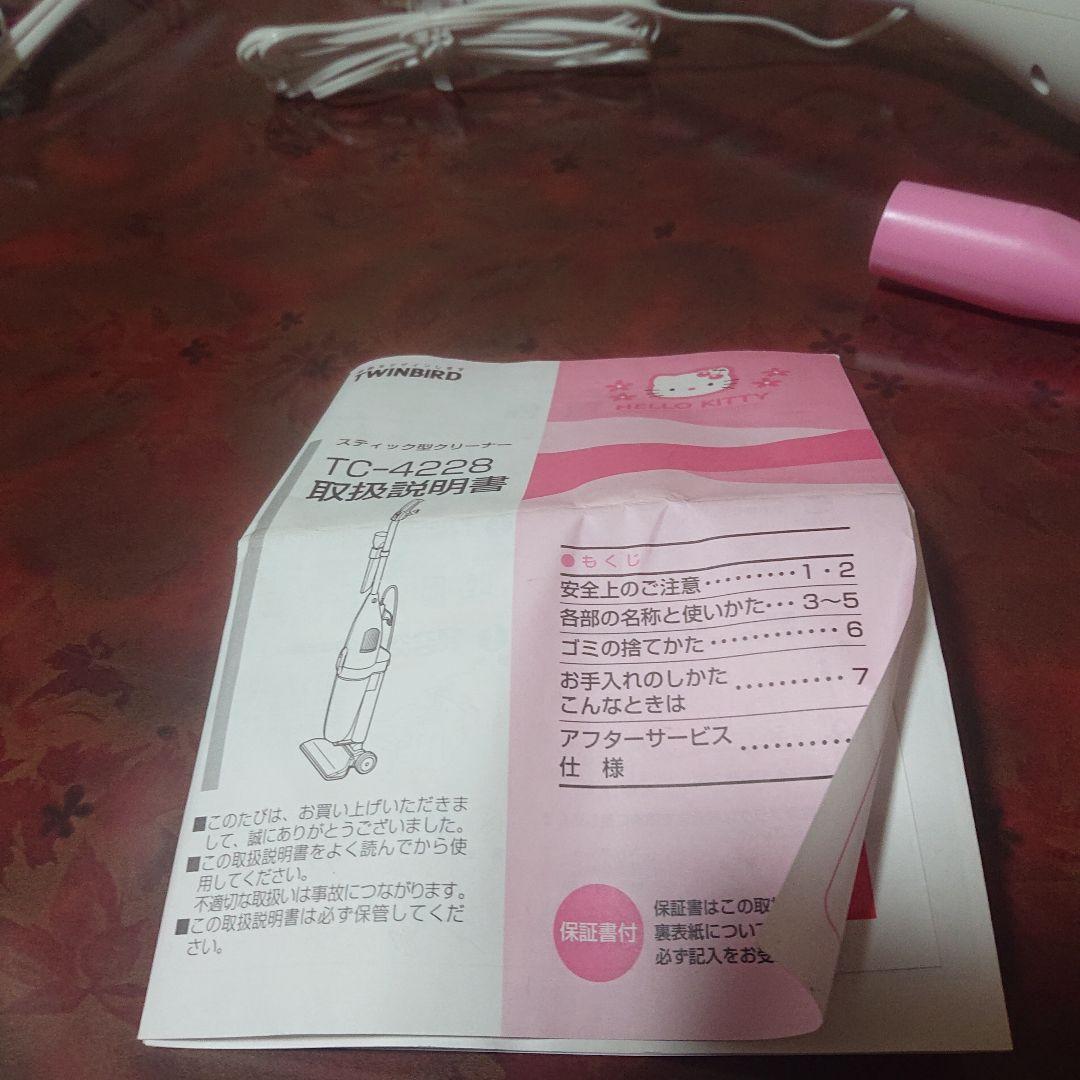 TWINBIRD
HELLO KITTY
スティック型クリーナー
TC-4228
取扱説明書
●もくじ
安全上のご注意・・・・・・・・・1・2
各部の名称と使いかた・・・3〜5
ゴミの捨てかた・・・・・・・・・・・・6
お手入れのしかた
こんなときは・・・・・・・・・・7
アフターサービス
仕 様・・・・・・・・・・
■このたびは、お買い上げいただきま
して、誠にありがとうございました。
■この取扱説明書をよく読んでから使
用してください。
不適切な取扱いは事故につながります。
■この取扱説明書は必ず保管してくだ
さい。
保証書付
保証書はこの取
裏表紙につい
必ず記入をお受